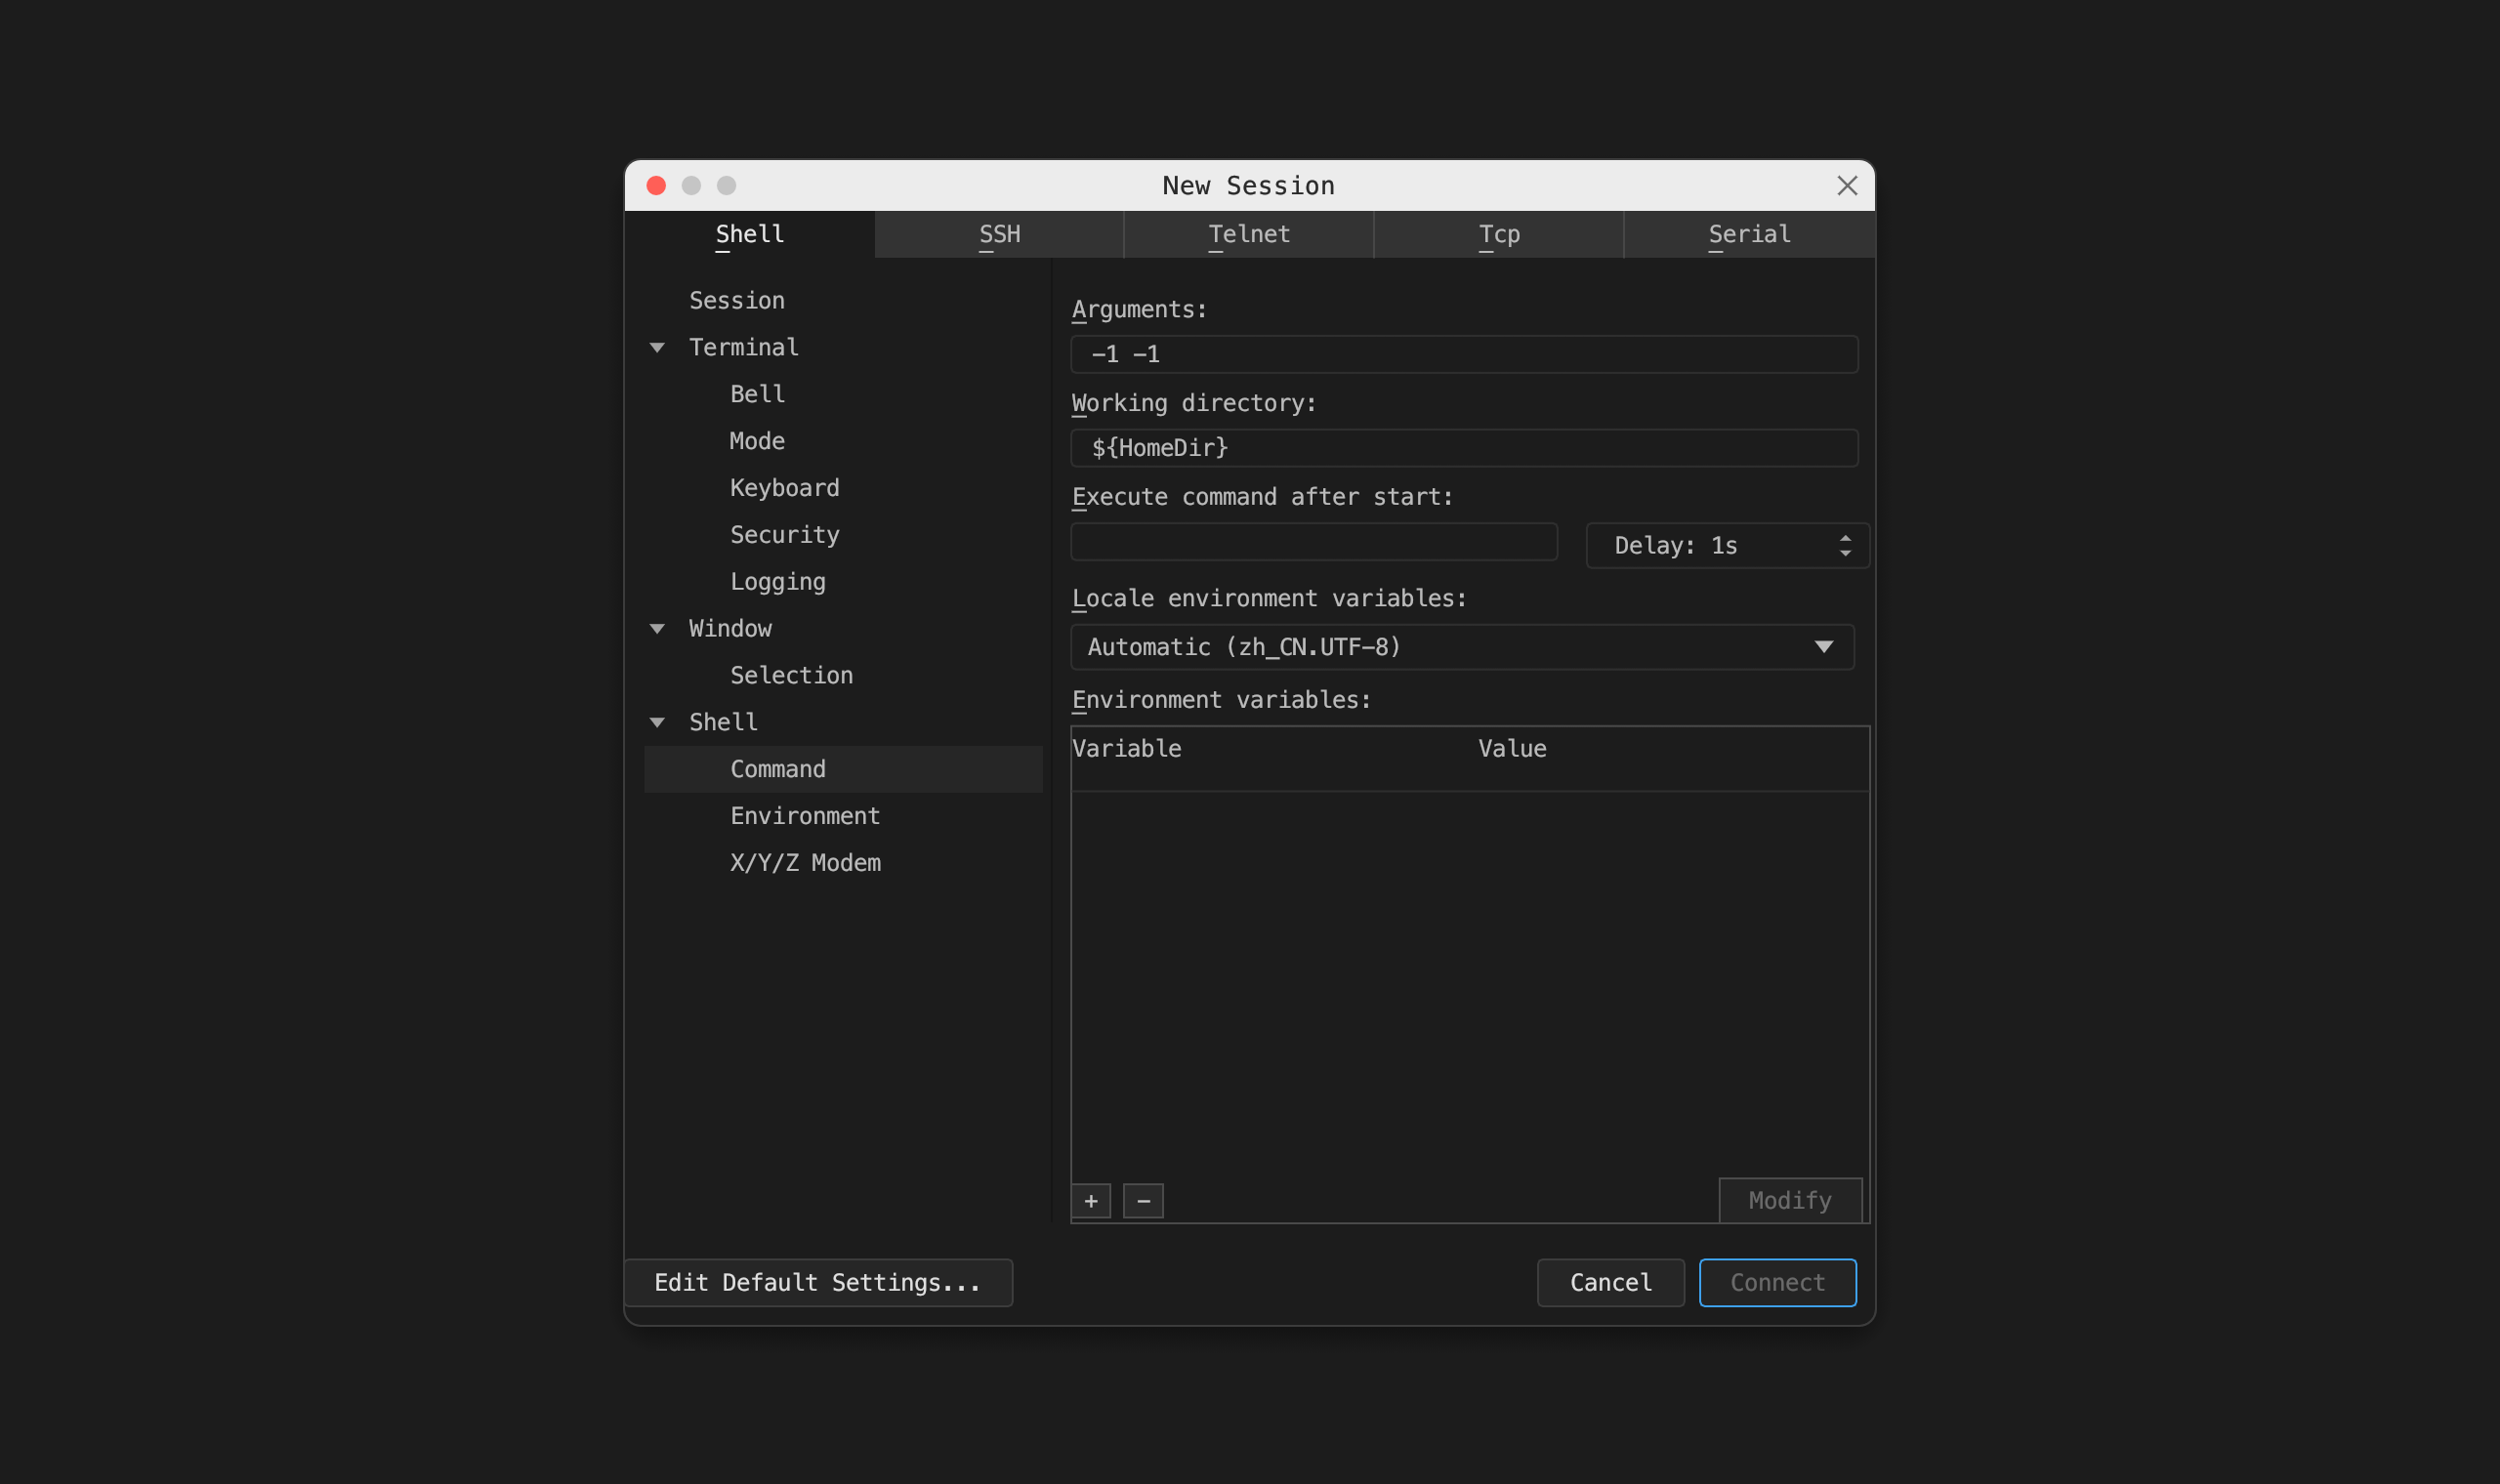 New Session
Shell SSH Telnet Tcp Serial
Session
Terminal
Bell
Mode
Keyboard
Security
Logging
Window
Selection
Shell
Command
Environment
X/Y/Z Modem
Arguments:
-1 -1
Working directory:
${HomeDir}
Execute command after start:
Delay: 1s
Locale environment variables:
Automatic (zh_CN.UTF-8)
Environment variables:
Variable Value
+ - Modify
Edit Default Settings... Cancel Connect